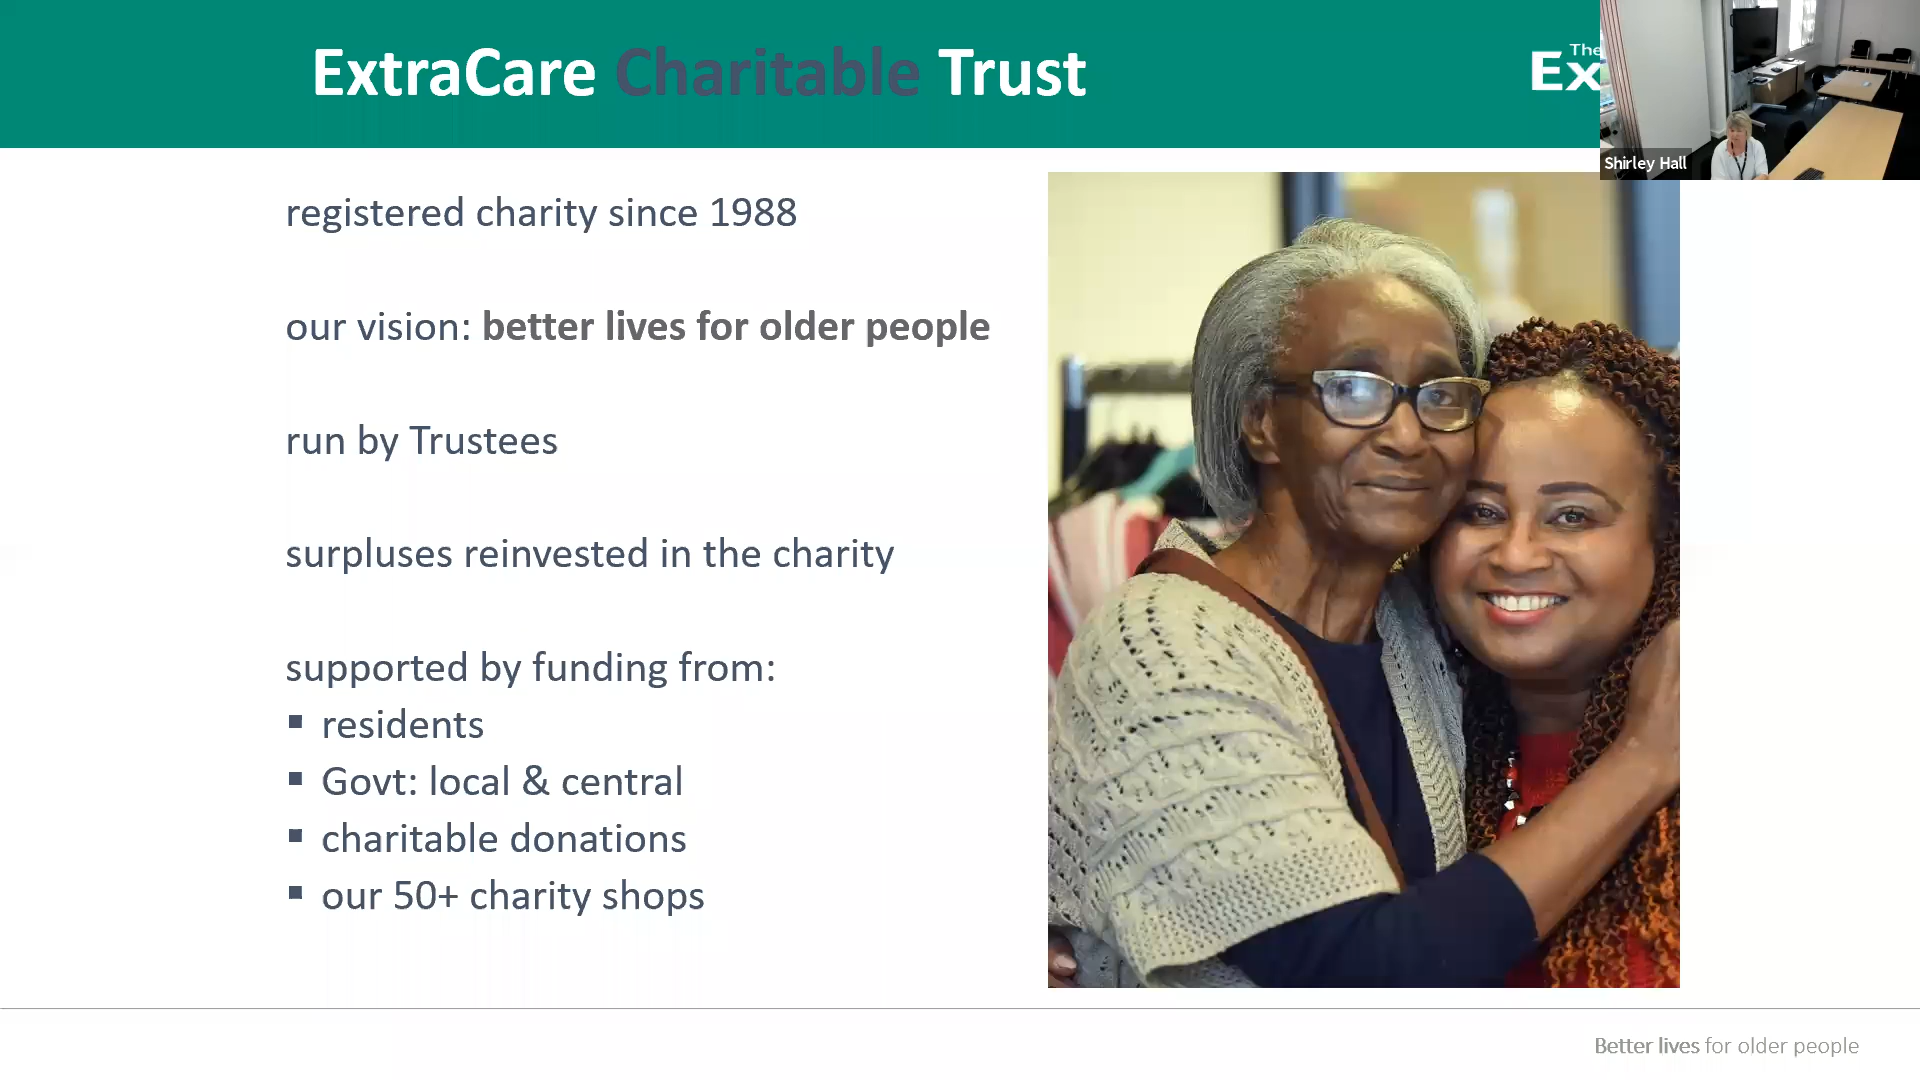 ExtraCare Charitable Trust
The
Ex
Shirley Hall
registered charity since 1988
our vision: better lives for older people
run by Trustees
surpluses reinvested in the charity
supported by funding from:
▪ residents
▪ Govt: local & central
▪ charitable donations
▪ our 50+ charity shops
Better lives for older people